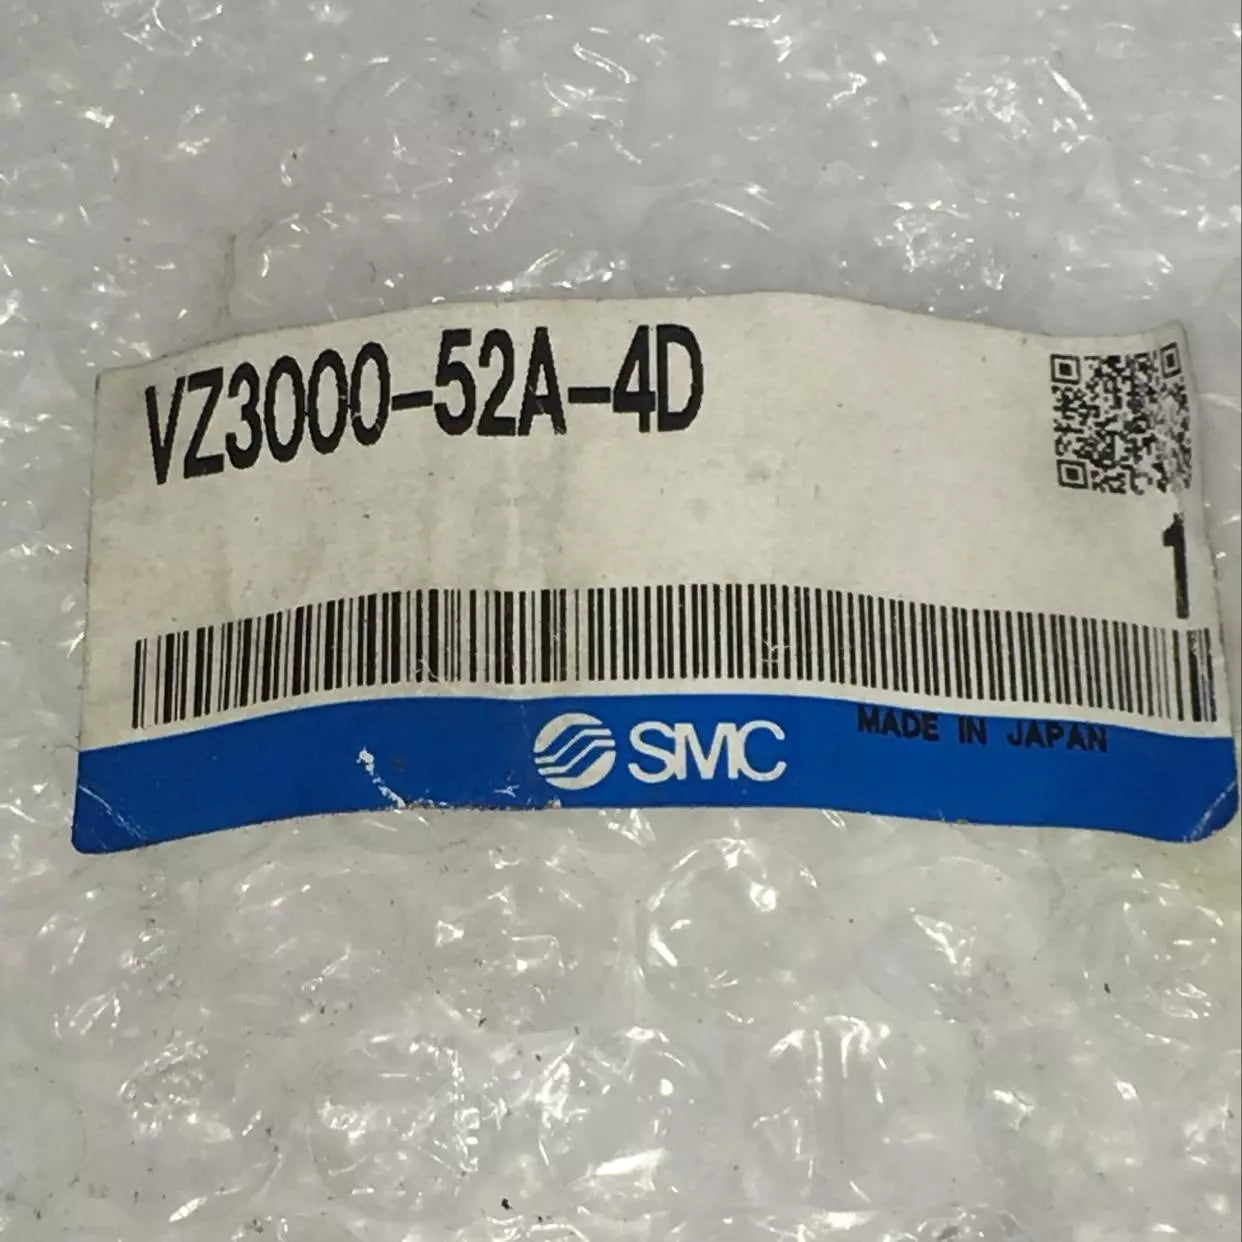 VZ3000-52A-4D
1
SMC
MADE IN JAPAN